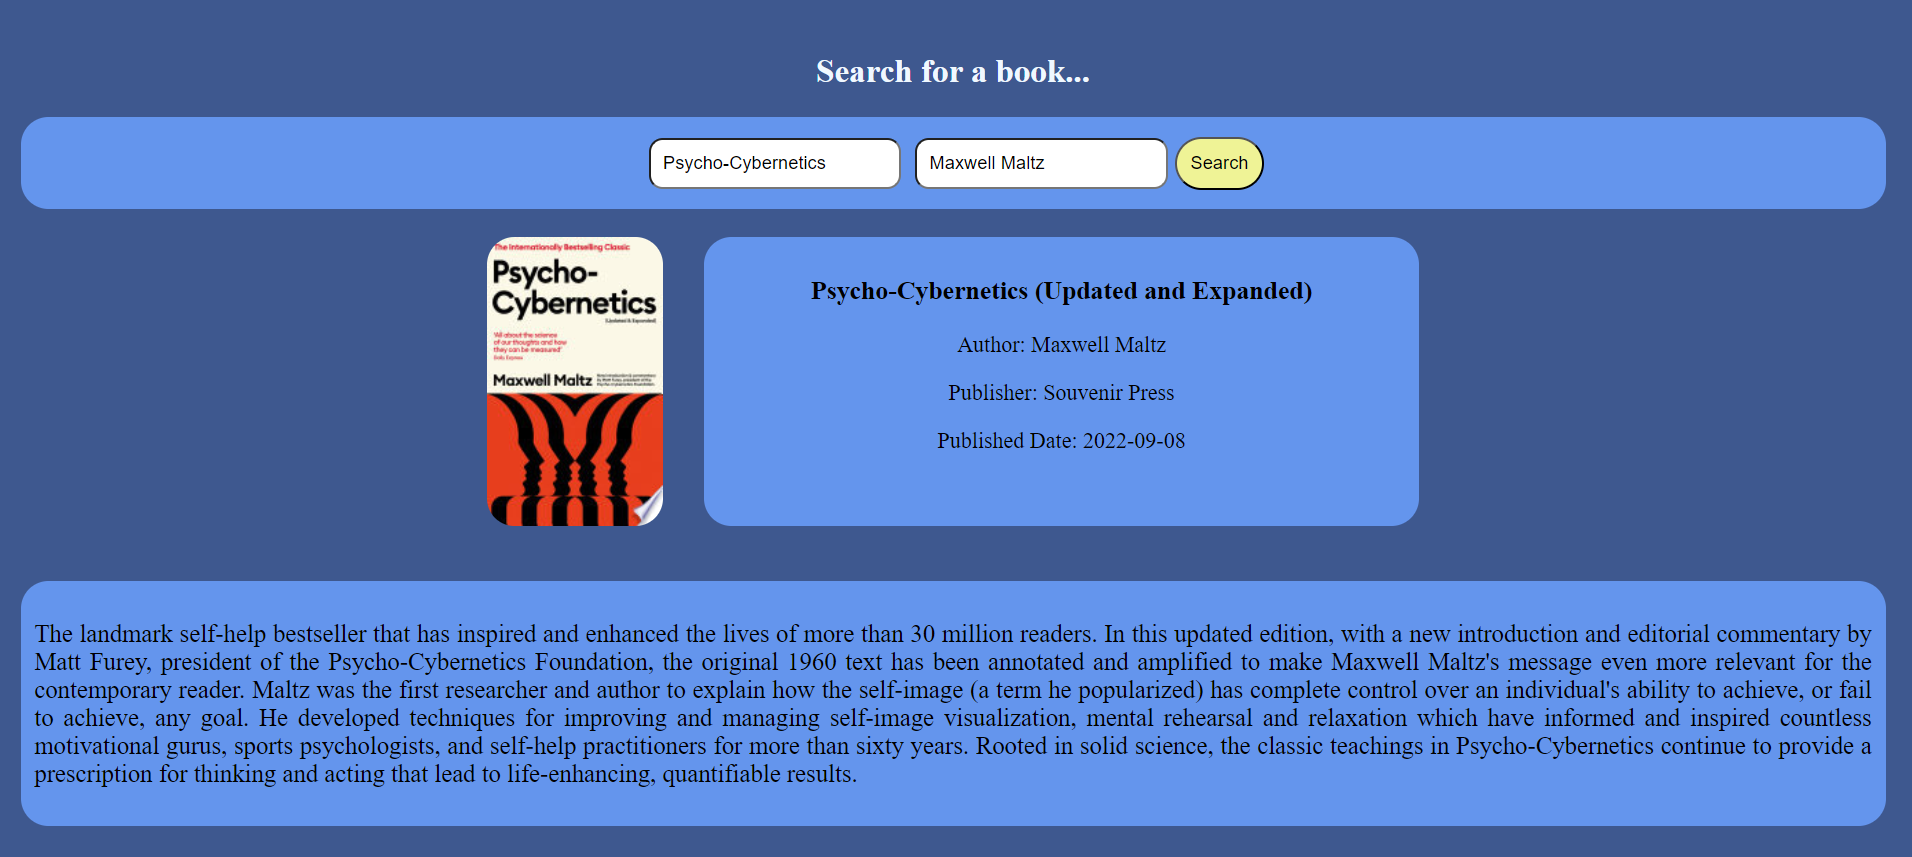 Search for a book...
Psycho-Cybernetics
Maxwell Maltz
Search
The Internationally Bestselling Classic
Psycho-
Cybernetics
(Updated & Expanded)
'All about the science
of our thoughts and how
they can be measured'
Daily Express
Maxwell Maltz
Psycho-Cybernetics (Updated and Expanded)
Author: Maxwell Maltz
Publisher: Souvenir Press
Published Date: 2022-09-08
The landmark self-help bestseller that has inspired and enhanced the lives of more than 30 million readers. In this updated edition, with a new introduction and editorial commentary by
Matt Furey, president of the Psycho-Cybernetics Foundation, the original 1960 text has been annotated and amplified to make Maxwell Maltz's message even more relevant for the
contemporary reader. Maltz was the first researcher and author to explain how the self-image (a term he popularized) has complete control over an individual's ability to achieve, or fail
to achieve, any goal. He developed techniques for improving and managing self-image visualization, mental rehearsal and relaxation which have informed and inspired countless
motivational gurus, sports psychologists, and self-help practitioners for more than sixty years. Rooted in solid science, the classic teachings in Psycho-Cybernetics continue to provide a
prescription for thinking and acting that lead to life-enhancing, quantifiable results.